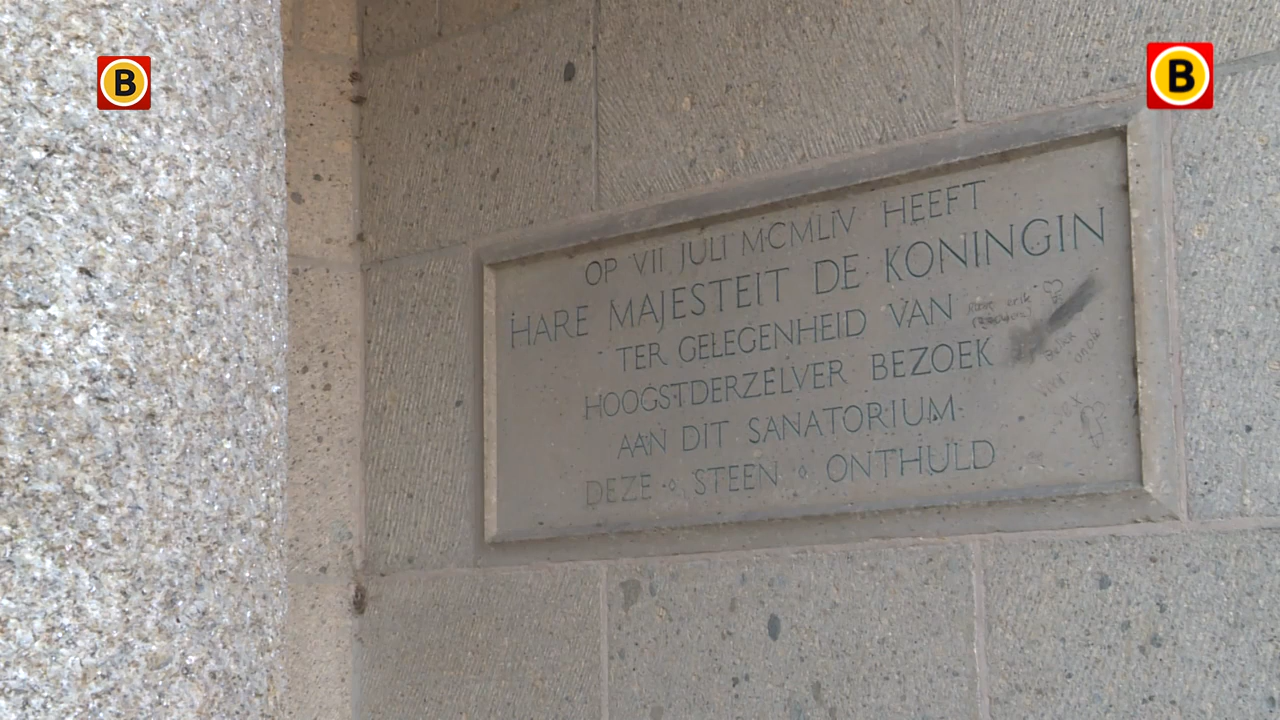 B
B
OP VII JULI MCMLIV HEEFT
HARE MAJESTEIT DE KONINGIN
TER GELEGENHEID VAN
HOOGSTDERZELVER BEZOEK
AAN DIT SANATORIUM
DEZE ⋄ STEEN ⋄ ONTHULD